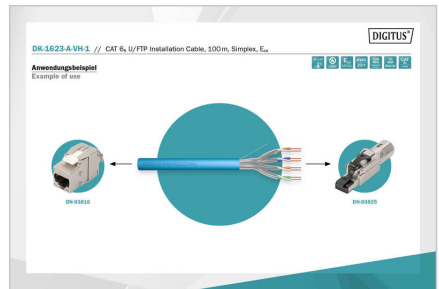 DIGITUS®
DK-1623-A-VH-1 // CAT 6A U/FTP Installation Cable, 100 m, Simplex, Eca
Anwendungsbeispiel
Example of use
DN-93616
DN-93835